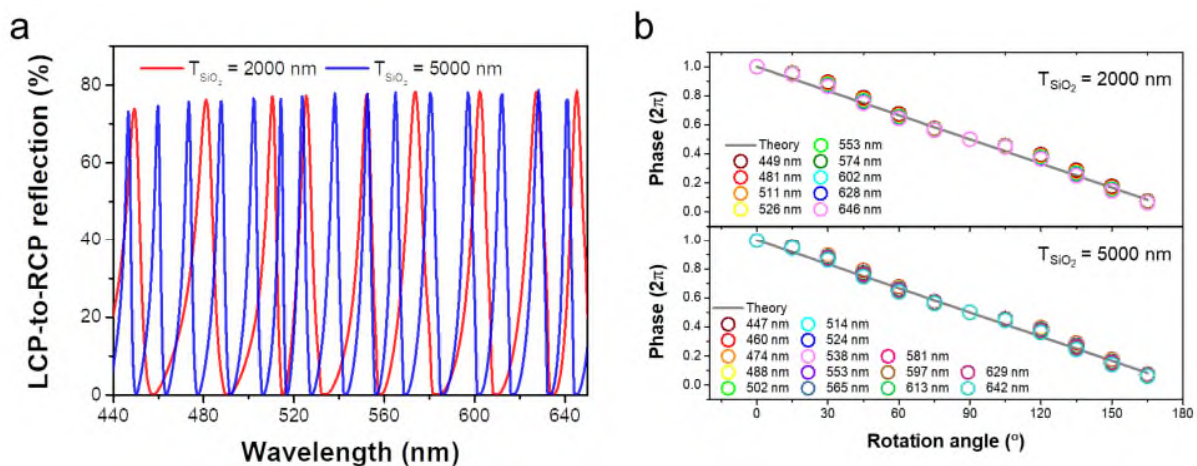 a
LCP-to-RCP reflection (%)
80
60
40
20
0
T_SiO₂ = 2000 nm
T_SiO₂ = 5000 nm
440 480 520 560 600 640
Wavelength (nm)
b
Phase (2π)
1.0
0.8
0.6
0.4
0.2
0.0
T_SiO₂ = 2000 nm
Theory
449 nm
481 nm
511 nm
526 nm
553 nm
574 nm
602 nm
628 nm
646 nm
Phase (2π)
1.0
0.8
0.6
0.4
0.2
0.0
T_SiO₂ = 5000 nm
Theory
447 nm
460 nm
474 nm
488 nm
502 nm
514 nm
524 nm
538 nm
553 nm
565 nm
581 nm
597 nm
613 nm
629 nm
642 nm
0 30 60 90 120 150 180
Rotation angle (º)